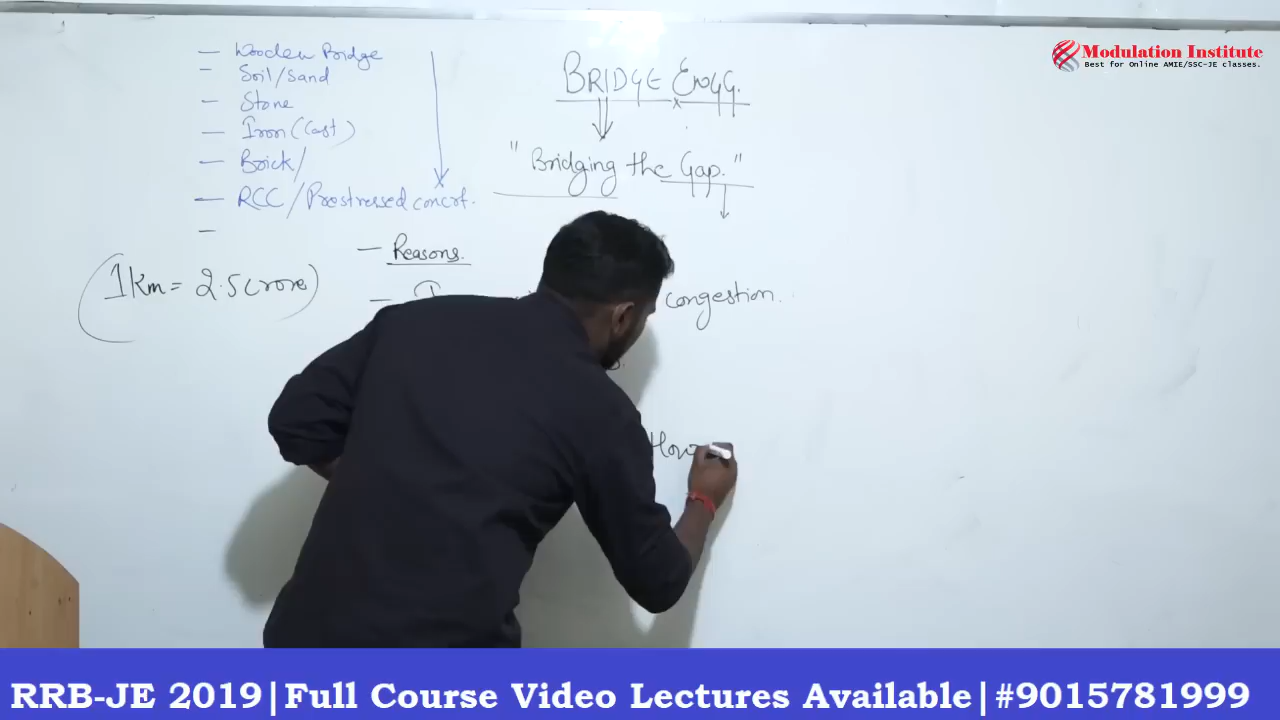 — Wooden Bridge
— Soil/Sand
— Stone
— Iron (Cast)
— Brick/
— RCC/Prestressed concrt.
—
(1km = 2.5 crore)
BRIDGE Engg.
"Bridging the Gap."
— Reasons.
— congestion.
flow
Modulation Institute
Best for Online AMIE/SSC-JE classes.
RRB-JE 2019|Full Course Video Lectures Available|#9015781999